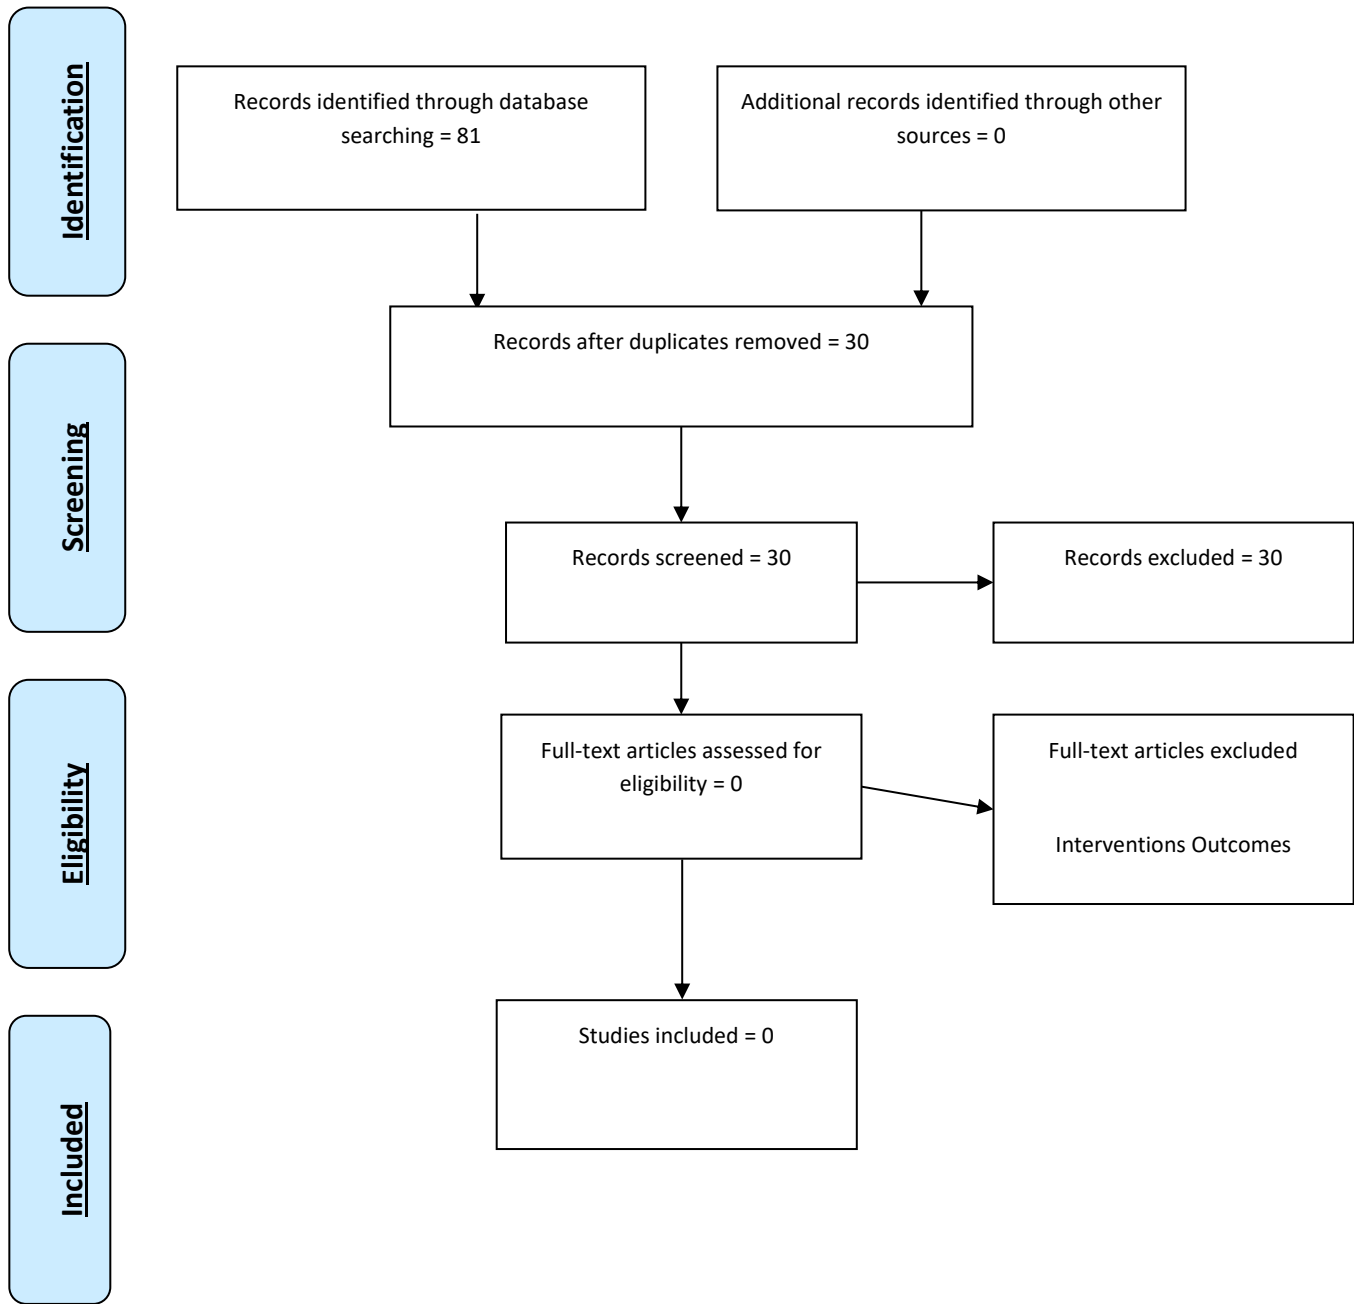 Identification
Records identified through database
searching = 81
Additional records identified through other
sources = 0
Records after duplicates removed = 30
Screening
Records screened = 30
Records excluded = 30
Eligibility
Full-text articles assessed for
eligibility = 0
Full-text articles excluded
Interventions Outcomes
Included
Studies included = 0